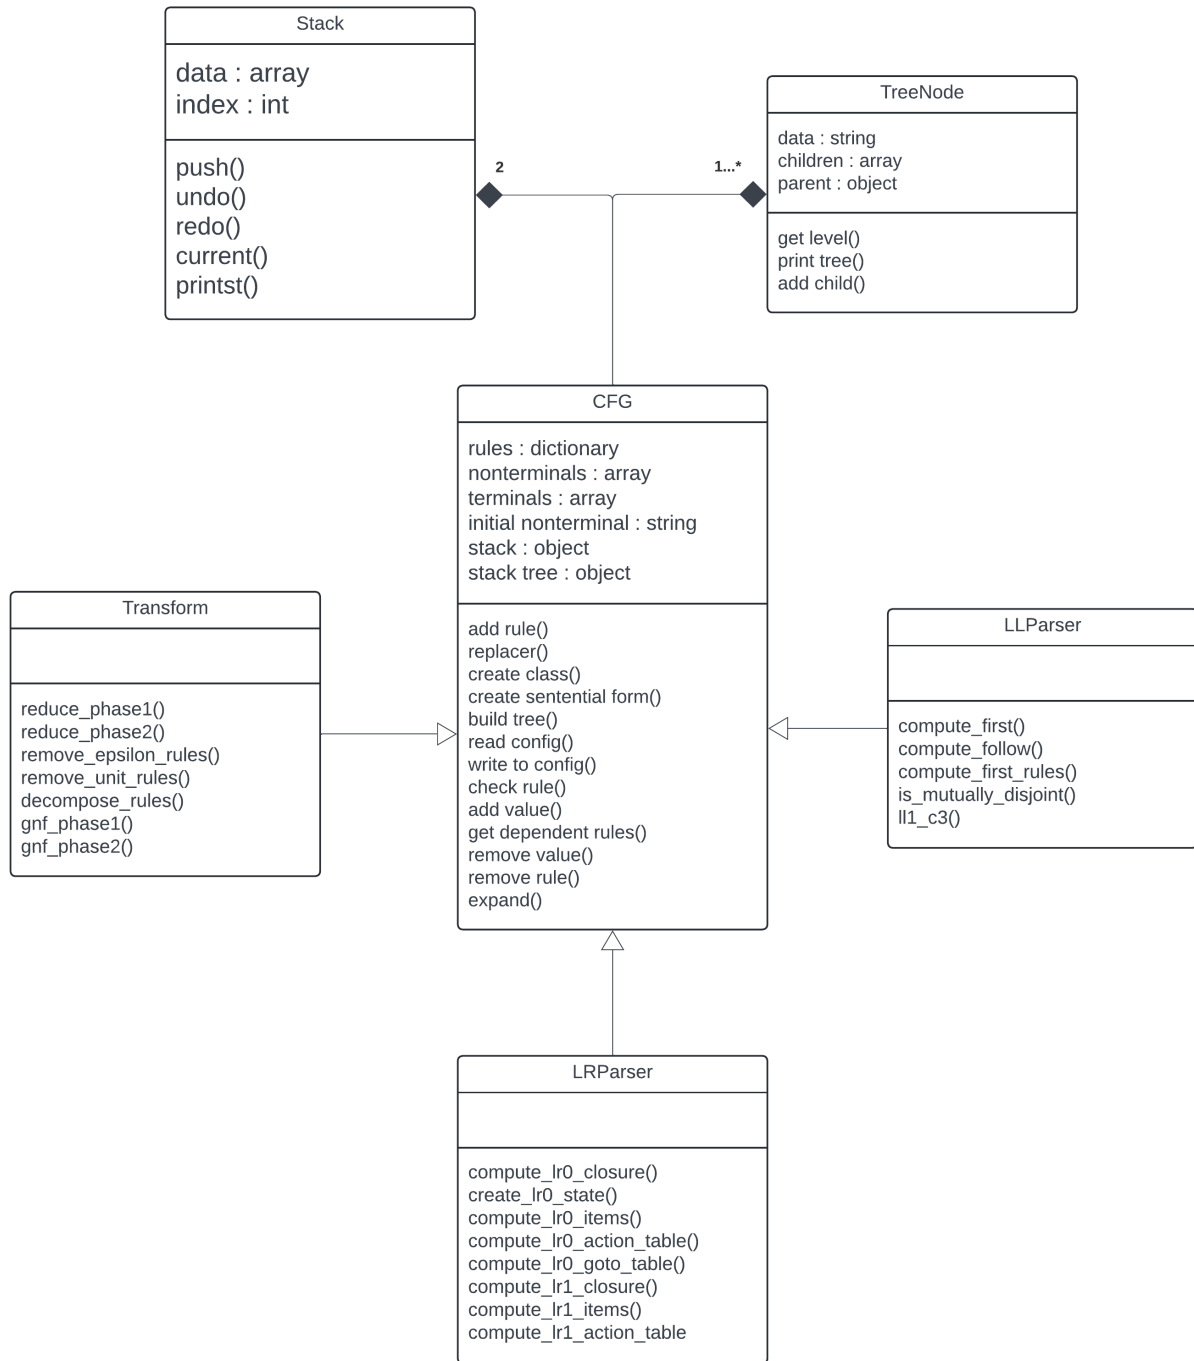 Stack
data : array
index : int
push()
undo()
redo()
current()
printst()
2
1...*
TreeNode
data : string
children : array
parent : object
get level()
print tree()
add child()
CFG
rules : dictionary
nonterminals : array
terminals : array
initial nonterminal : string
stack : object
stack tree : object
add rule()
replacer()
create class()
create sentential form()
build tree()
read config()
write to config()
check rule()
add value()
get dependent rules()
remove value()
remove rule()
expand()
Transform
reduce_phase1()
reduce_phase2()
remove_epsilon_rules()
remove_unit_rules()
decompose_rules()
gnf_phase1()
gnf_phase2()
LLParser
compute_first()
compute_follow()
compute_first_rules()
is_mutually_disjoint()
ll1_c3()
LRParser
compute_lr0_closure()
create_lr0_state()
compute_lr0_items()
compute_lr0_action_table()
compute_lr0_goto_table()
compute_lr1_closure()
compute_lr1_items()
compute_lr1_action_table